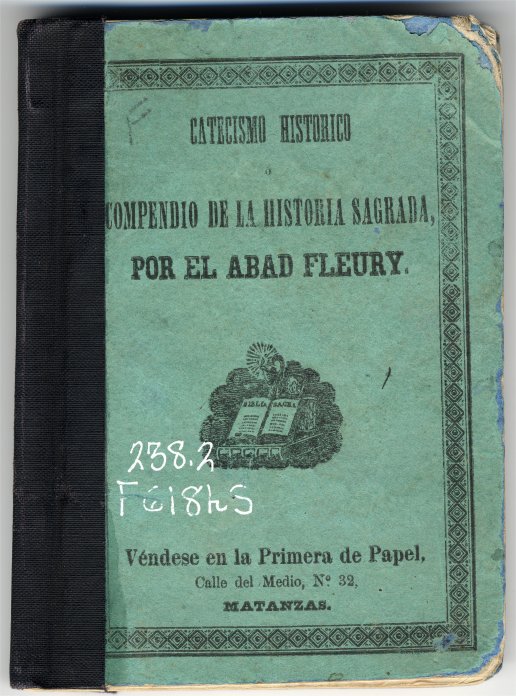 F
CATECISMO HISTORICO
ó
COMPENDIO DE LA HISTORIA SAGRADA,
POR EL ABAD FLEURY.
BIBLIA SACRA
238.2
F618hS
Véndese en la Primera de Papel,
Calle del Medio, Nº 32,
MATANZAS.